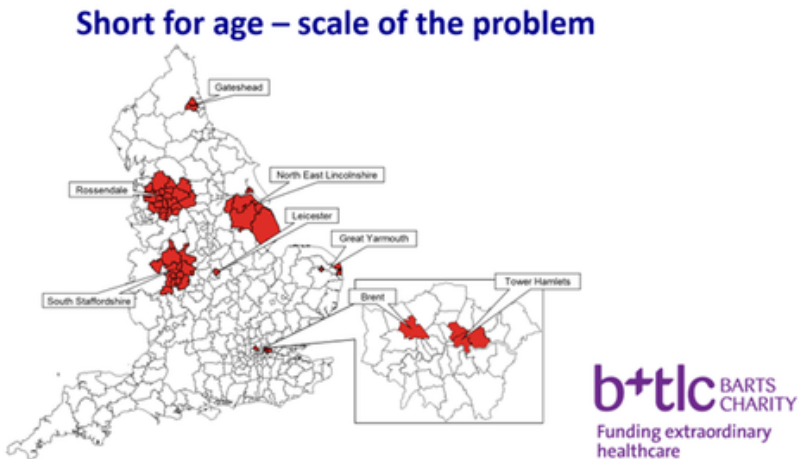 Short for age – scale of the problem
Gateshead
North East Lincolnshire
Rossendale
Leicester
Great Yarmouth
Tower Hamlets
Brent
South Staffordshire
b+tlc BARTS CHARITY
Funding extraordinary
healthcare